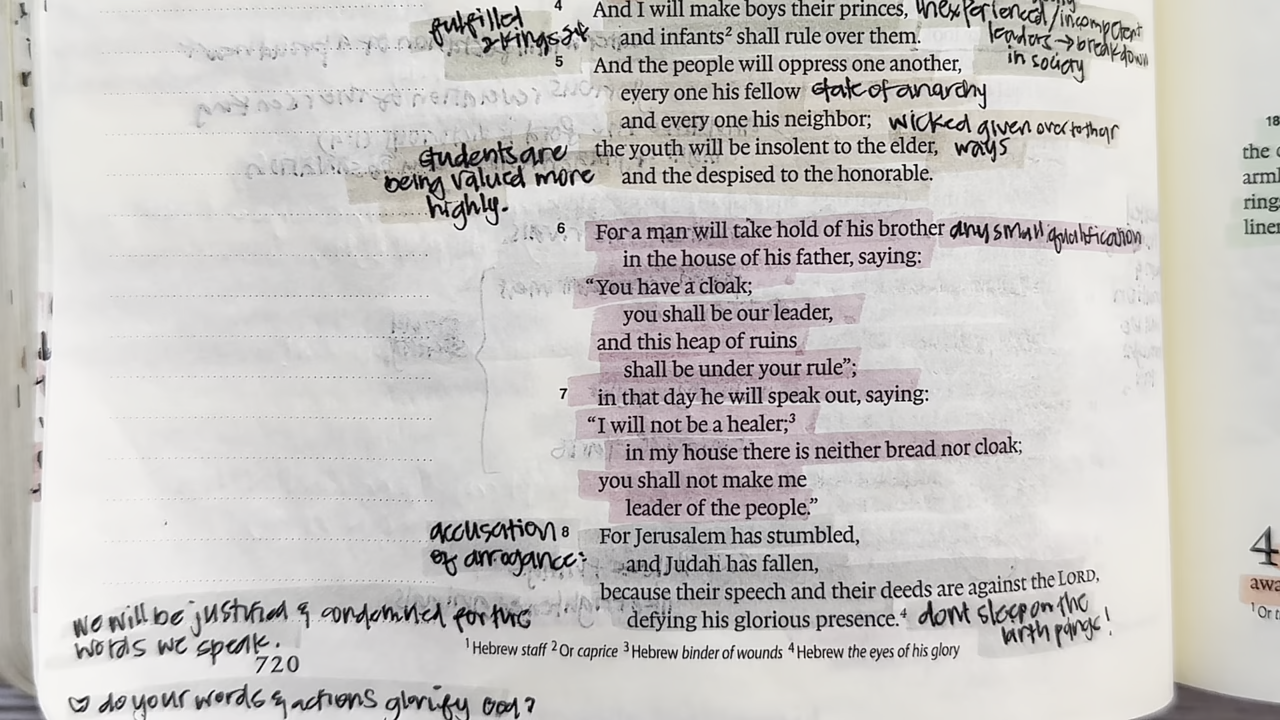 4 And I will make boys their princes, inexperienced/incompetent
fulfilled
2 Kings 24
and infants² shall rule over them. leaders → breakdown
in society
5 And the people will oppress one another,
every one his fellow state of anarchy
and every one his neighbor; wicked given over to their
students are
being valued more
highly.
the youth will be insolent to the elder, ways
and the despised to the honorable.
6 For a man will take hold of his brother any small qualification
in the house of his father, saying:
“You have a cloak;
you shall be our leader,
and this heap of ruins
shall be under your rule”;
7 in that day he will speak out, saying:
“I will not be a healer;³
in my house there is neither bread nor cloak;
you shall not make me
leader of the people.”
accusation
of arrogance:
8 For Jerusalem has stumbled,
and Judah has fallen,
because their speech and their deeds are against the LORD,
defying his glorious presence.⁴ dont sleep on the
birth pangs!
we will be justified & condemned for the
words we speak.
¹ Hebrew staff ² Or caprice ³ Hebrew binder of wounds ⁴ Hebrew the eyes of his glory
720
♡ do your words & actions glorify God?
18
the
ring
4